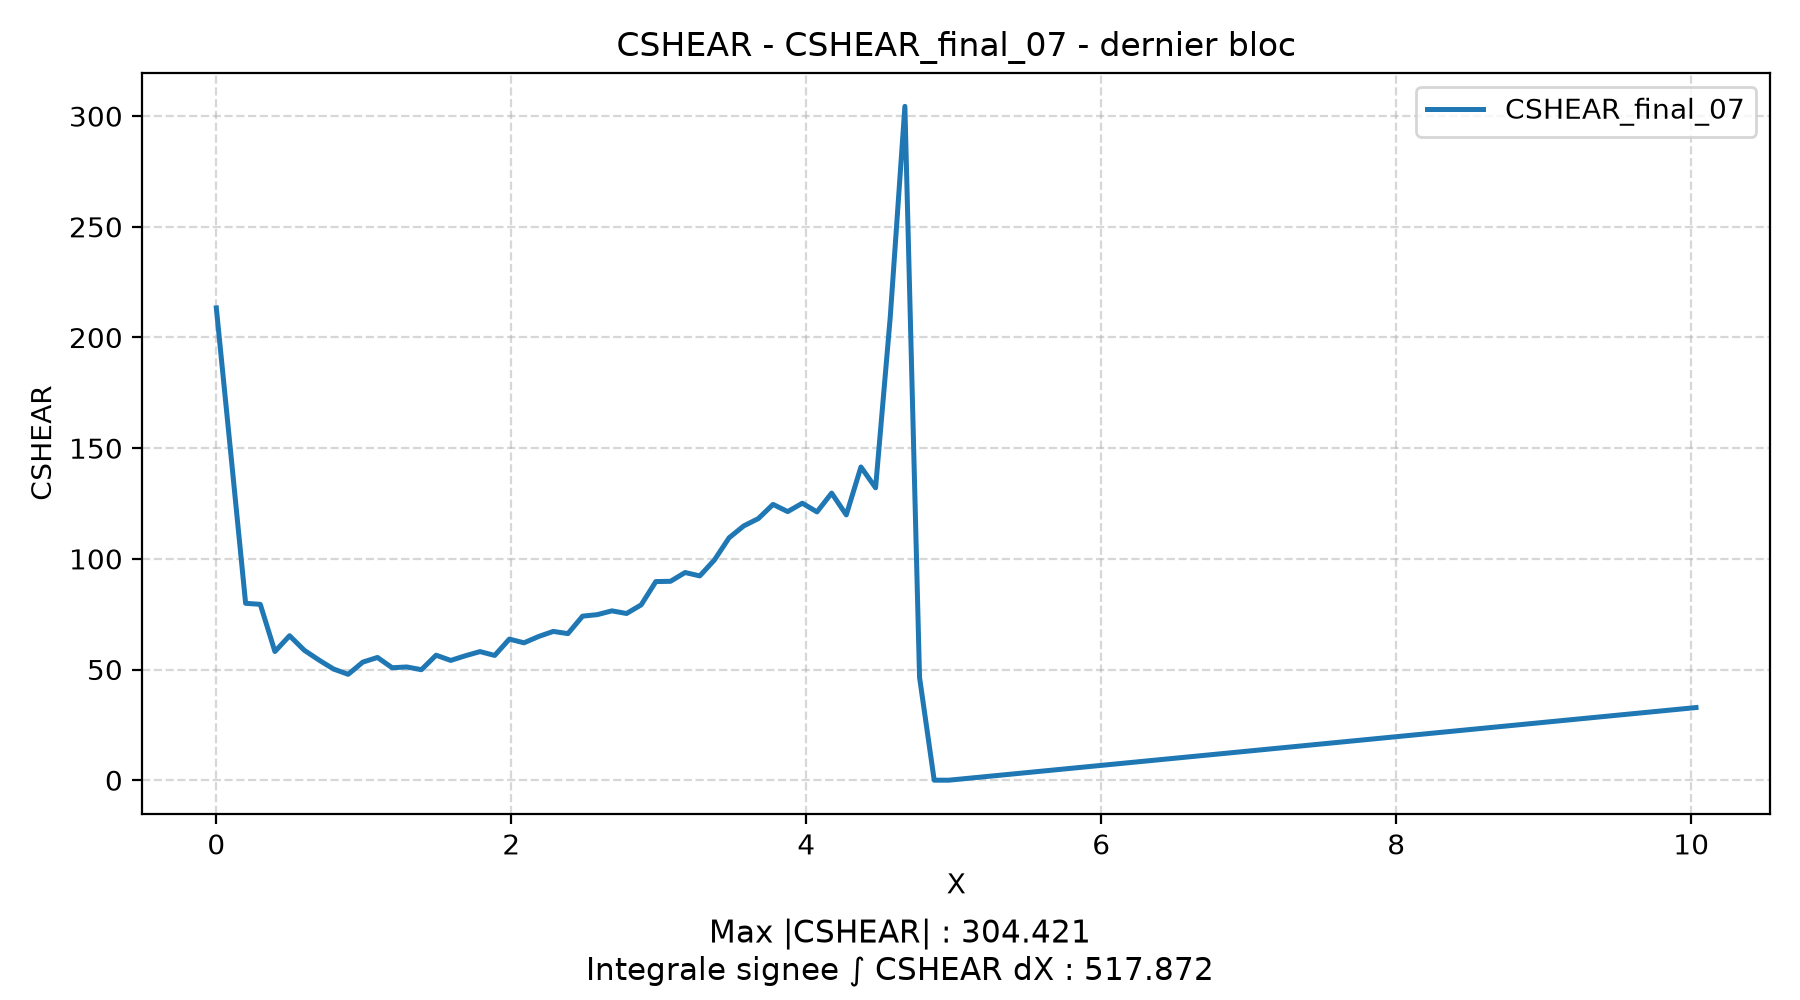 CSHEAR - CSHEAR_final_07 - dernier bloc
CSHEAR_final_07
300
250
200
150
100
50
0
CSHEAR
0 2 4 6 8 10
X
Max |CSHEAR| : 304.421
Integrale signee ∫ CSHEAR dX : 517.872